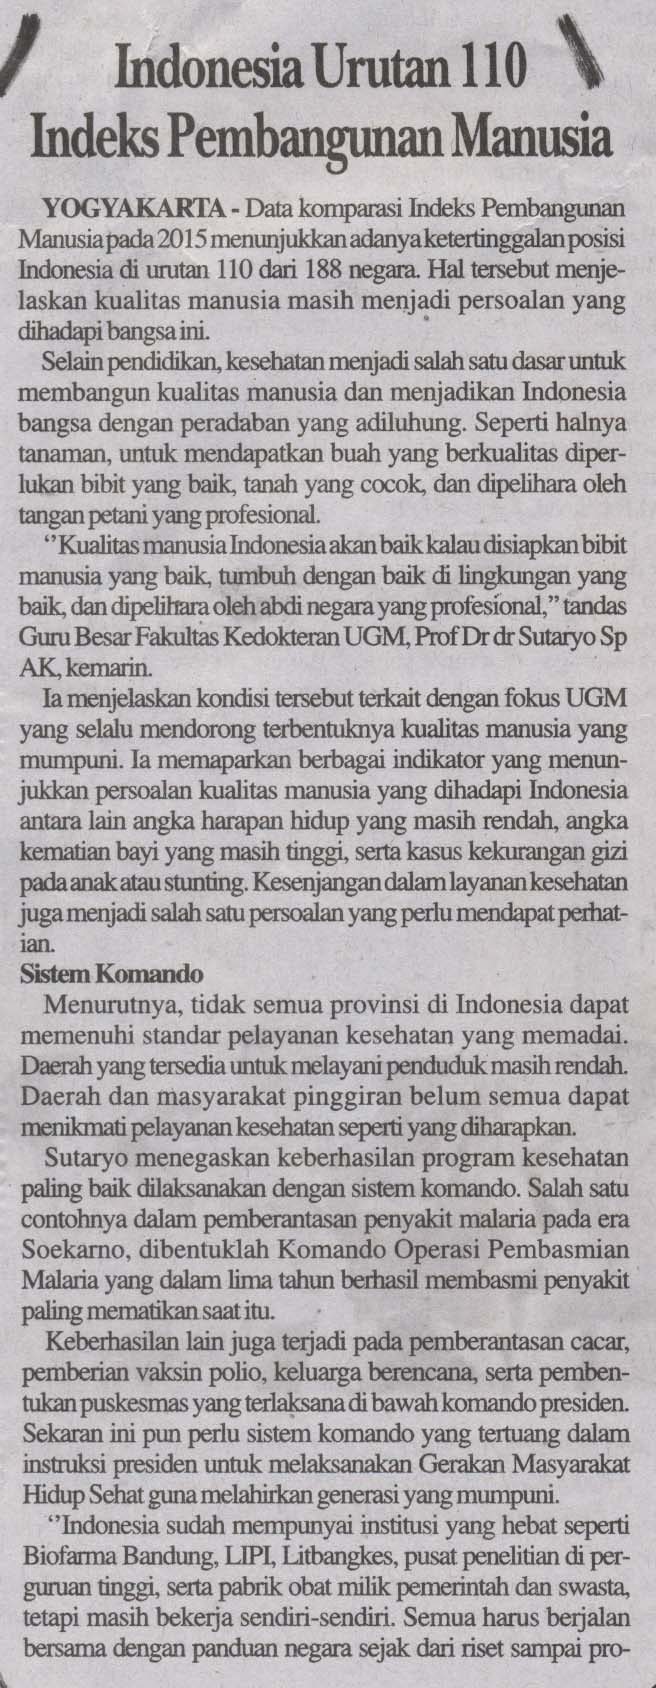 Indonesia Urutan 110
Indeks Pembangunan Manusia
YOGYAKARTA - Data komparasi Indeks Pembangunan
Manusia pada 2015 menunjukkan adanya ketertinggalan posisi
Indonesia di urutan 110 dari 188 negara. Hal tersebut menje-
laskan kualitas manusia masih menjadi persoalan yang
dihadapi bangsa ini.
Selain pendidikan, kesehatan menjadi salah satu dasar untuk
membangun kualitas manusia dan menjadikan Indonesia
bangsa dengan peradaban yang adiluhung. Seperti halnya
tanaman, untuk mendapatkan buah yang berkualitas diper-
lukan bibit yang baik, tanah yang cocok, dan dipelihara oleh
tangan petani yang profesional.
‘’Kualitas manusia Indonesia akan baik kalau disiapkan bibit
manusia yang baik, tumbuh dengan baik di lingkungan yang
baik, dan dipelihara oleh abdi negara yang profesional,” tandas
Guru Besar Fakultas Kedokteran UGM, Prof Dr dr Sutaryo Sp
AK, kemarin.
Ia menjelaskan kondisi tersebut terkait dengan fokus UGM
yang selalu mendorong terbentuknya kualitas manusia yang
mumpuni. Ia memaparkan berbagai indikator yang menun-
jukkan persoalan kualitas manusia yang dihadapi Indonesia
antara lain angka harapan hidup yang masih rendah, angka
kematian bayi yang masih tinggi, serta kasus kekurangan gizi
pada anak atau stunting. Kesenjangan dalam layanan kesehatan
juga menjadi salah satu persoalan yang perlu mendapat perhat-
ian.
Sistem Komando
Menurutnya, tidak semua provinsi di Indonesia dapat
memenuhi standar pelayanan kesehatan yang memadai.
Daerah yang tersedia untuk melayani penduduk masih rendah.
Daerah dan masyarakat pinggiran belum semua dapat
menikmati pelayanan kesehatan seperti yang diharapkan.
Sutaryo menegaskan keberhasilan program kesehatan
paling baik dilaksanakan dengan sistem komando. Salah satu
contohnya dalam pemberantasan penyakit malaria pada era
Soekarno, dibentuklah Komando Operasi Pembasmian
Malaria yang dalam lima tahun berhasil membasmi penyakit
paling mematikan saat itu.
Keberhasilan lain juga terjadi pada pemberantasan cacar,
pemberian vaksin polio, keluarga berencana, serta pemben-
tukan puskesmas yang terlaksana di bawah komando presiden.
Sekaran ini pun perlu sistem komando yang tertuang dalam
instruksi presiden untuk melaksanakan Gerakan Masyarakat
Hidup Sehat guna melahirkan generasi yang mumpuni.
‘’Indonesia sudah mempunyai institusi yang hebat seperti
Biofarma Bandung, LIPI, Litbangkes, pusat penelitian di per-
guruan tinggi, serta pabrik obat milik pemerintah dan swasta,
tetapi masih bekerja sendiri-sendiri. Semua harus berjalan
bersama dengan panduan negara sejak dari riset sampai pro-